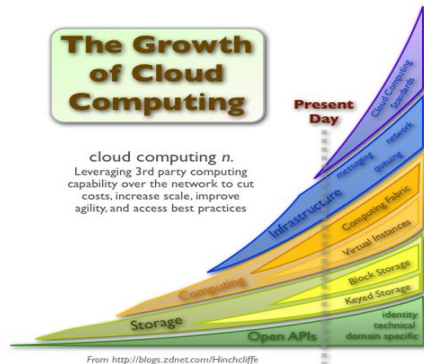 The Growth
of Cloud
Computing
cloud computing n.
Leveraging 3rd party computing
capability over the network to cut
costs, increase scale, improve
agility, and access best practices
Present
Day
Cloud Computing
Standards
network
messaging
queuing
Infrastructure
Computing Fabric
Virtual Instances
Computing
Block Storage
Keyed Storage
Storage
identity
technical
domain specific
Open APIs
From http://blogs.zdnet.com/Hinchcliffe